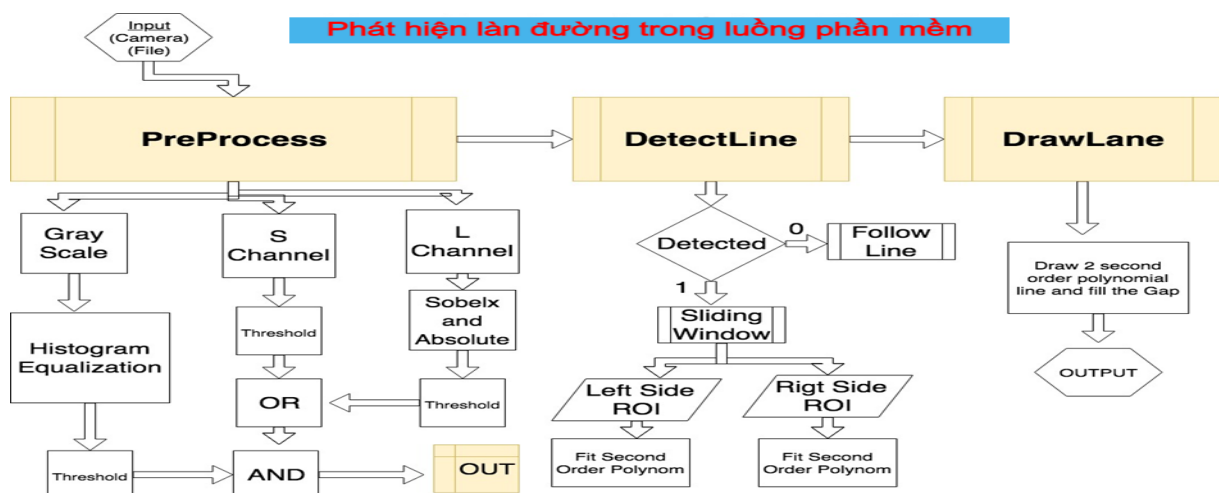 Input
(Camera)
(File)
Phát hiện làn đường trong luồng phần mềm
PreProcess
DetectLine
DrawLane
Gray
Scale
S
Channel
L
Channel
Histogram
Equalization
Threshold
Sobelx
and
Absolute
OR
Threshold
Threshold
AND
OUT
Detected
0
Follow
Line
1
Sliding
Window
Left Side
ROI
Rigt Side
ROI
Fit Second
Order Polynom
Fit Second
Order Polynom
Draw 2 second
order polynomial
line and fill the Gap
OUTPUT